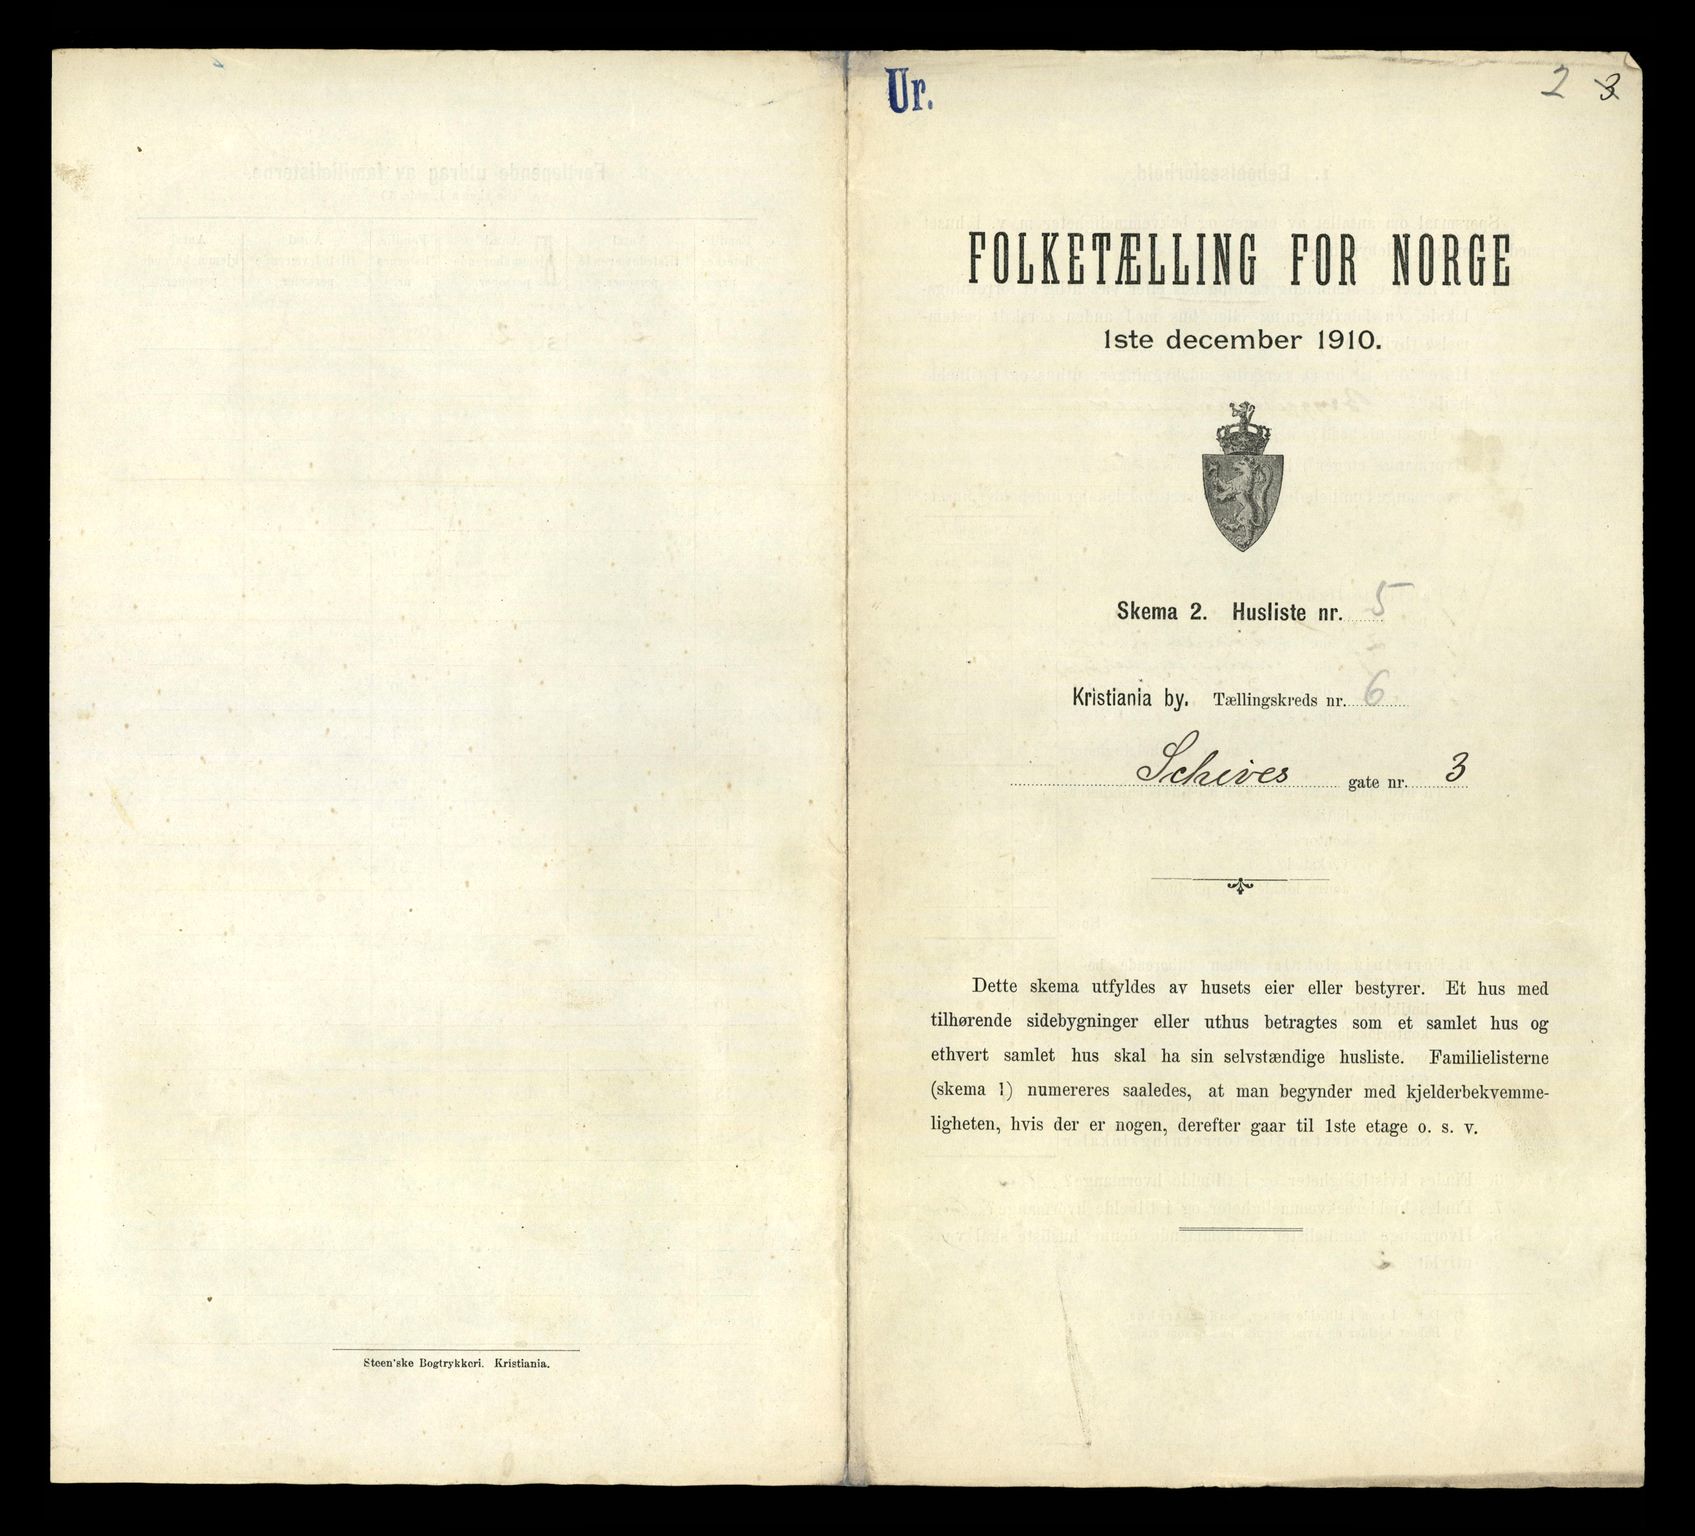 Steen'ske Bogtrykkeri. Kristiania.
Ur.
2 3
FOLKETÆLLING FOR NORGE
1ste december 1910.
Skema 2. Husliste nr. 5
Kristiania by. Tællingskreds nr. 6
Schives gate nr. 3
Dette skema utfyldes av husets eier eller bestyrer. Et hus med
tilhørende sidebygninger eller uthus betragtes som et samlet hus og
ethvert samlet hus skal ha sin selvstændige husliste. Familielisterne
(skema 1) numereres saaledes, at man begynder med kjelderbekvemme-
ligheten, hvis der er nogen, derefter gaar til 1ste etage o. s. v.